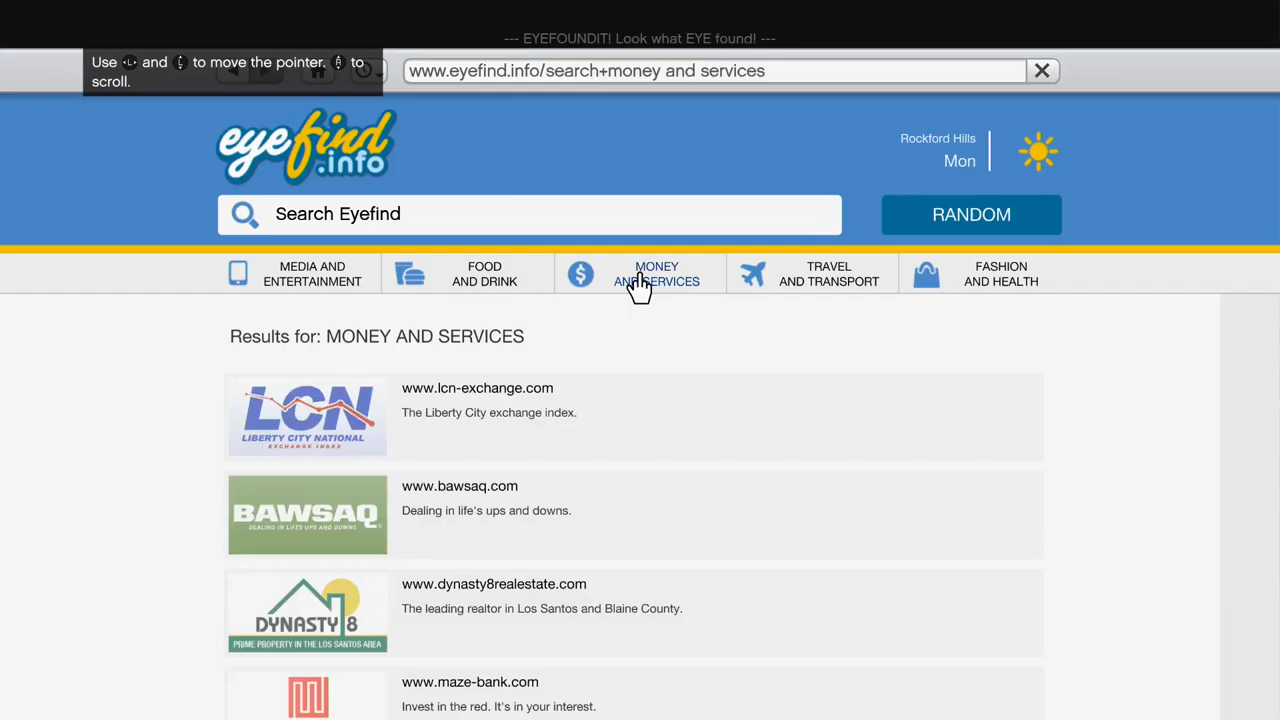 --- EYEFOUNDIT! Look what EYE found! ---
Use L and to move the pointer. R to
scroll.
www.eyefind.info/search+money and services
eyefind
.info
Rockford Hills
Mon
Search Eyefind
RANDOM
MEDIA AND
ENTERTAINMENT
FOOD
AND DRINK
MONEY
AND SERVICES
TRAVEL
AND TRANSPORT
FASHION
AND HEALTH
Results for: MONEY AND SERVICES
LCN
LIBERTY CITY NATIONAL
EXCHANGE INDEX
www.lcn-exchange.com
The Liberty City exchange index.
BAWSAQ
DEALING IN LIFE'S UPS AND DOWNS
www.bawsaq.com
Dealing in life's ups and downs.
DYNASTY 8
PRIME PROPERTY IN THE LOS SANTOS AREA
www.dynasty8realestate.com
The leading realtor in Los Santos and Blaine County.
www.maze-bank.com
Invest in the red. It's in your interest.